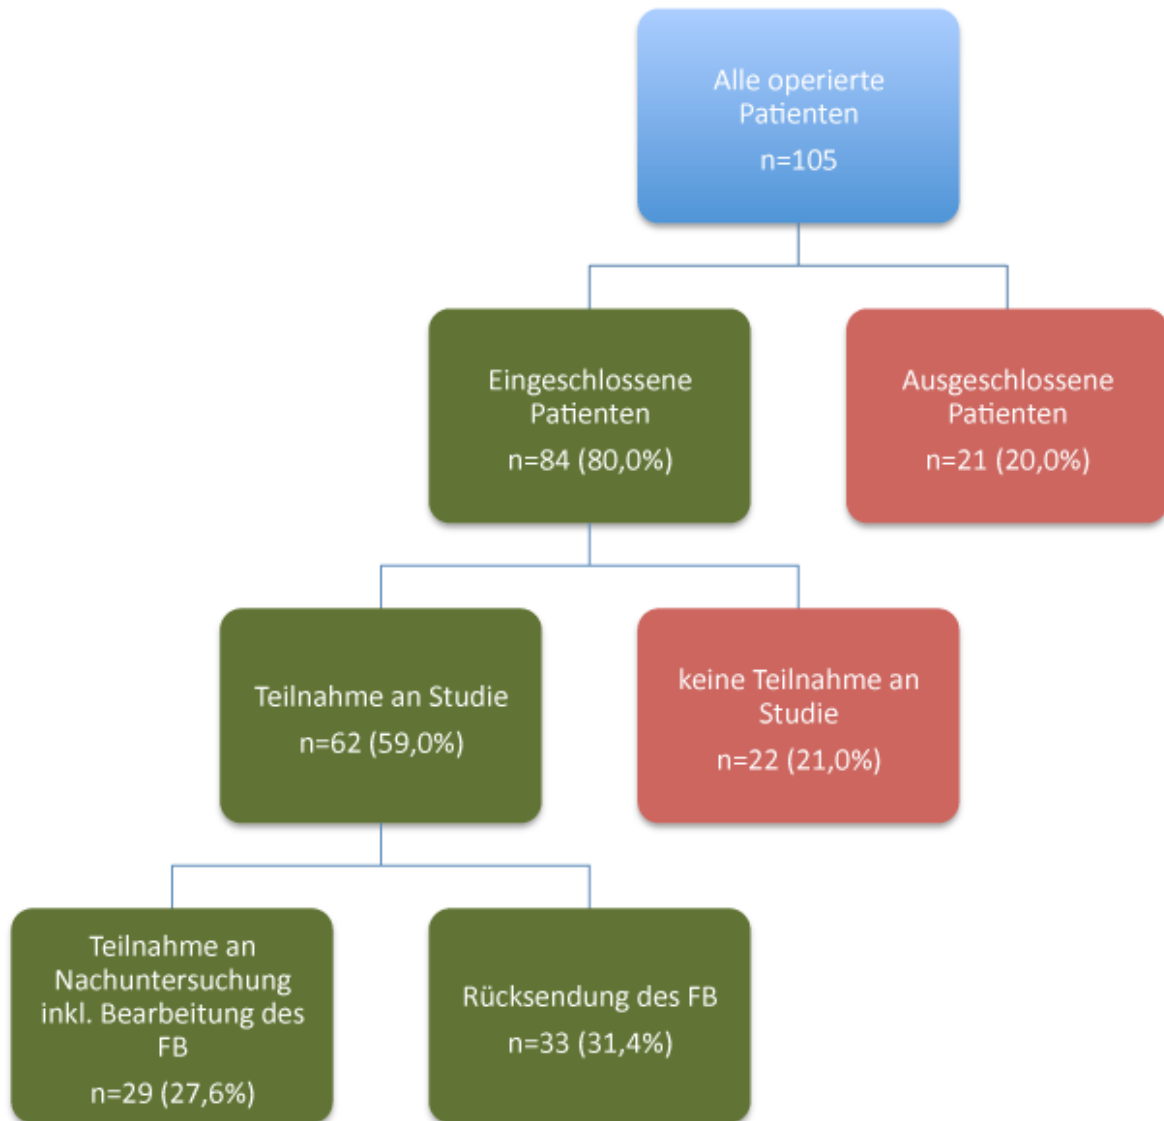 Alle operierte
Patienten
n=105
Eingeschlossene
Patienten
n=84 (80,0%)
Ausgeschlossene
Patienten
n=21 (20,0%)
Teilnahme an Studie
n=62 (59,0%)
keine Teilnahme an
Studie
n=22 (21,0%)
Teilnahme an
Nachuntersuchung
inkl. Bearbeitung des
FB
n=29 (27,6%)
Rücksendung des FB
n=33 (31,4%)